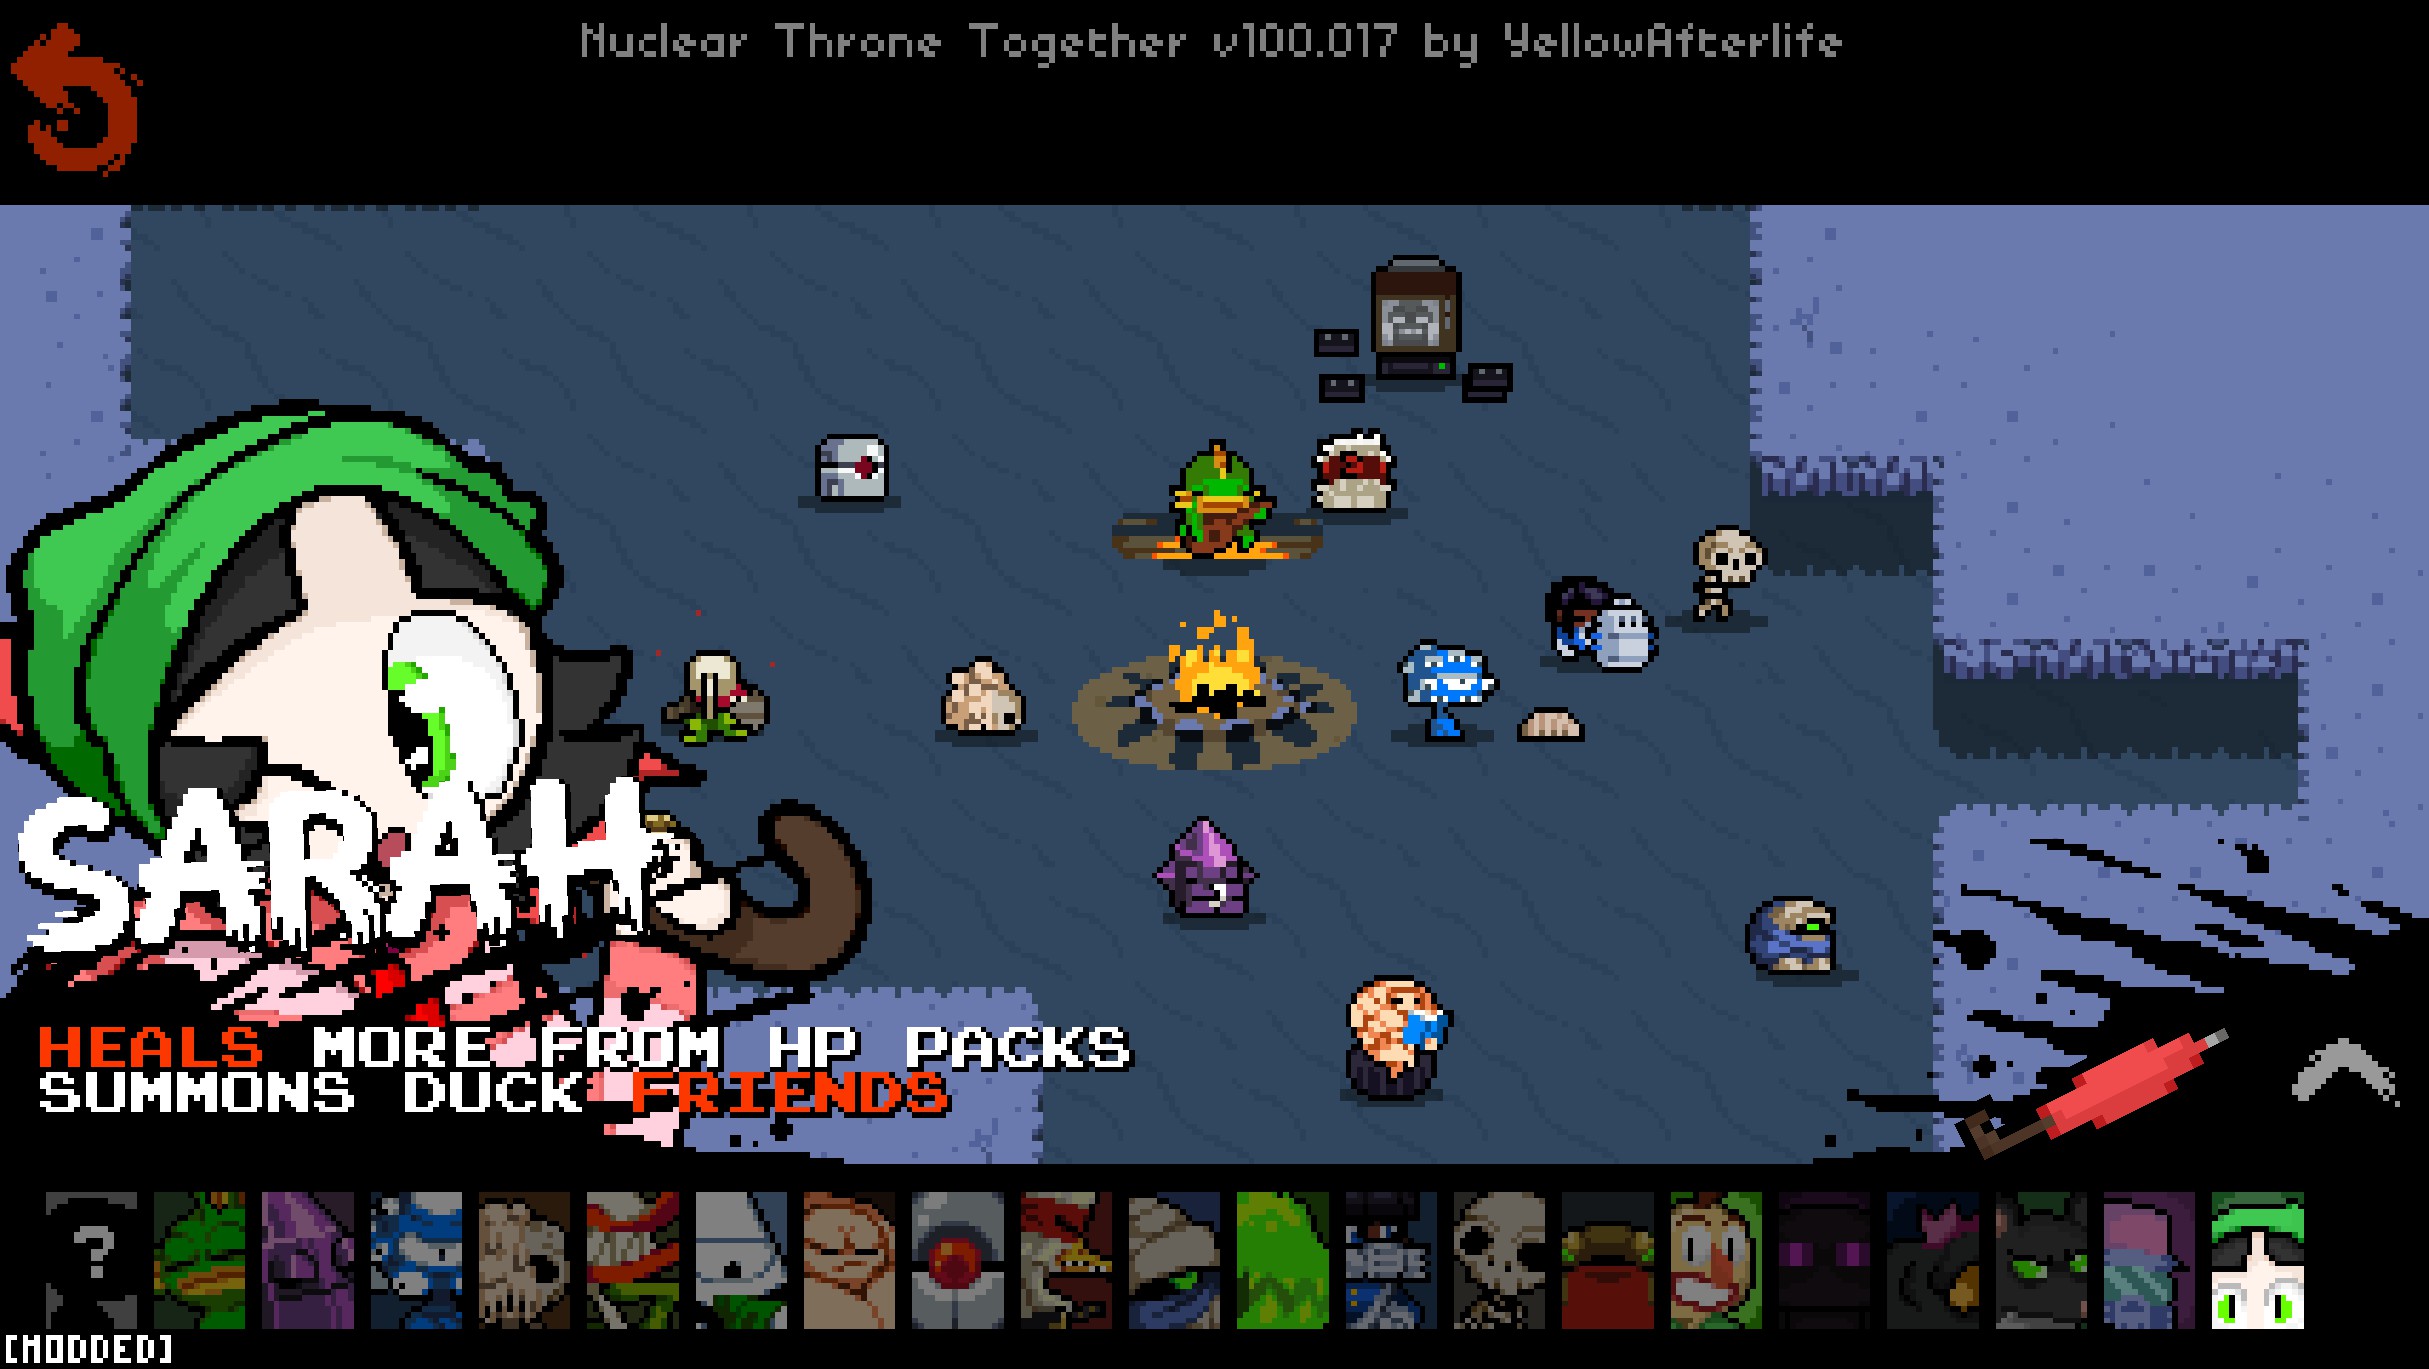 Nuclear Throne Together v100.017 by YellowAfterlife
SARAH
HEALS MORE FROM HP PACKS
SUMMONS DUCK FRIENDS
?
[MODDED]